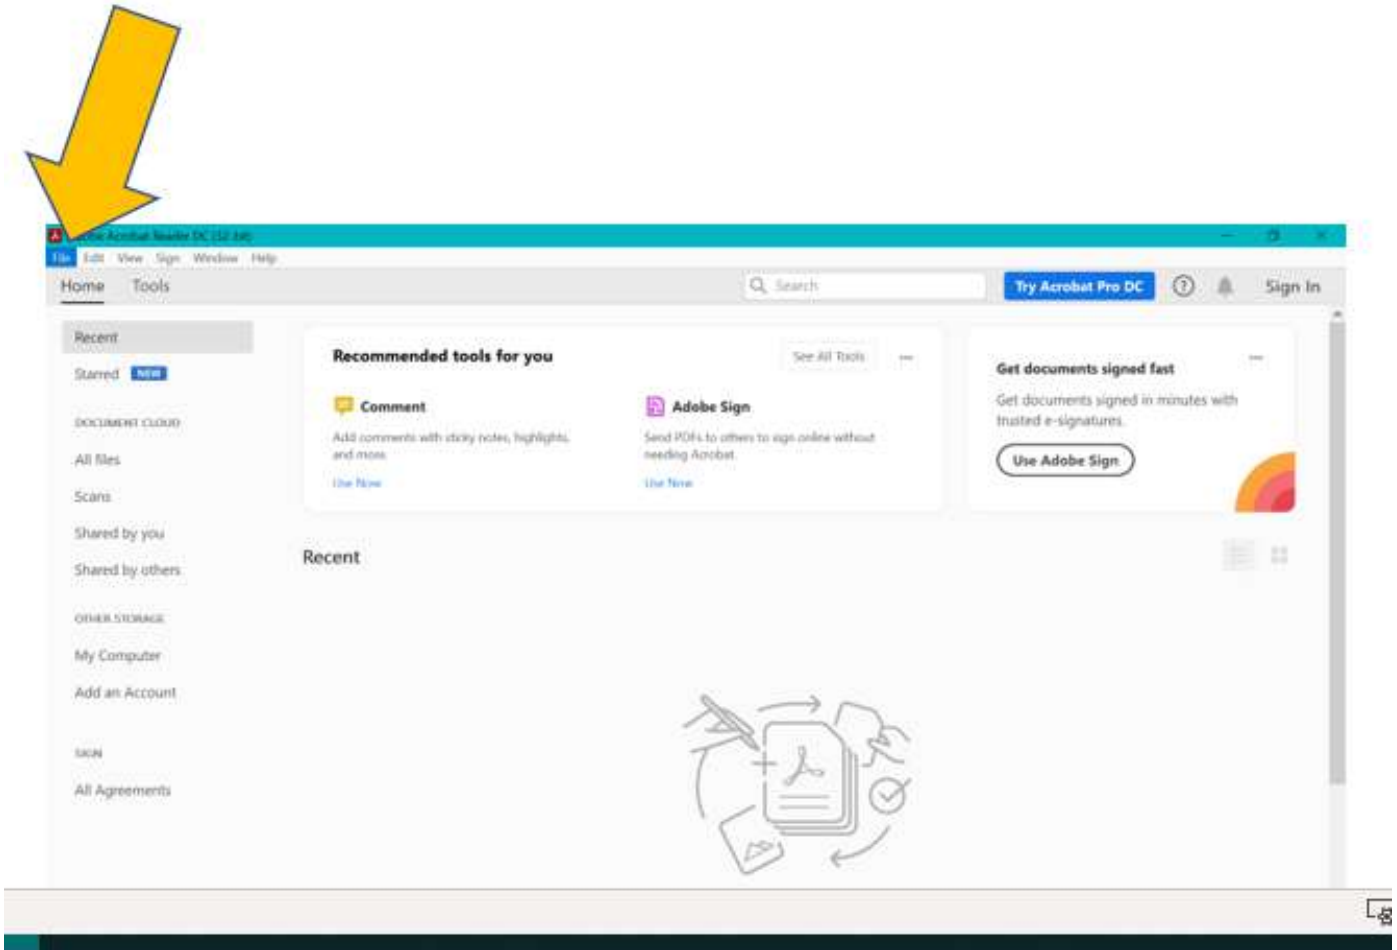 Adobe Acrobat Reader DC (32-bit)
File Edit View Sign Window Help
Home Tools Search Try Acrobat Pro DC Sign In
Recent
Starred NEW
DOCUMENT CLOUD
All files
Scans
Shared by you
Shared by others
OTHER STORAGE
My Computer
Add an Account
SIGN
All Agreements
Recommended tools for you See All Tools
Comment
Add comments with sticky notes, highlights,
and more.
Use Now
Adobe Sign
Send PDFs to others to sign online without
needing Acrobat.
Use Now
Get documents signed fast
Get documents signed in minutes with
trusted e-signatures.
Use Adobe Sign
Recent